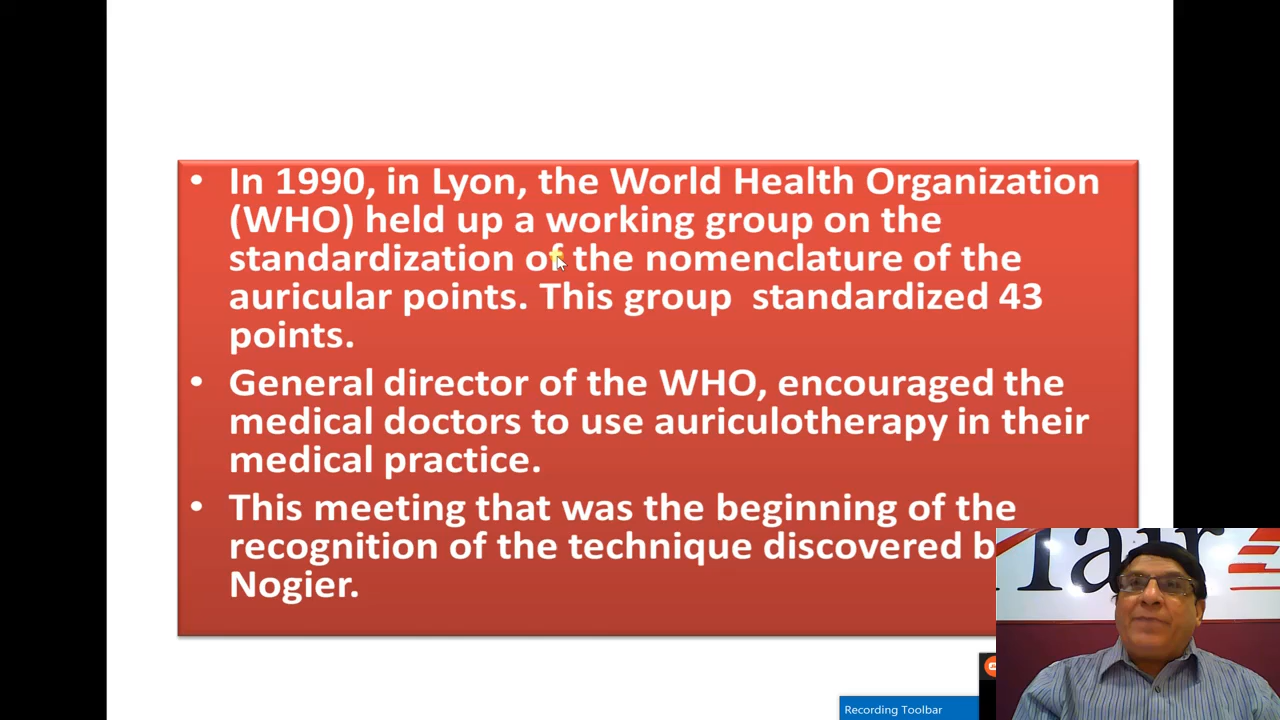 • In 1990, in Lyon, the World Health Organization
(WHO) held up a working group on the
standardization of the nomenclature of the
auricular points. This group  standardized 43
points.
• General director of the WHO, encouraged the
medical doctors to use auriculotherapy in their
medical practice.
• This meeting that was the beginning of the
recognition of the technique discovered b
Nogier.
air
Recording Toolbar